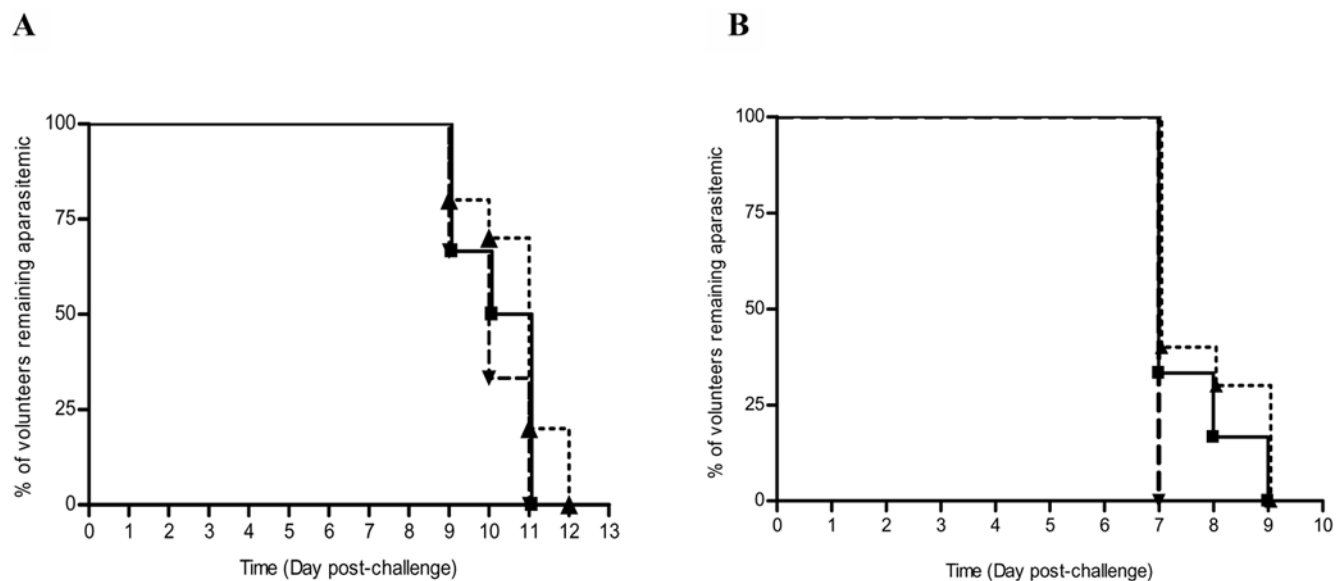 A
B
% of volunteers remaining aparasitemic
100
75
50
25
0
0 1 2 3 4 5 6 7 8 9 10 11 12 13
Time (Day post-challenge)
% of volunteers remaining aparasitemic
100
75
50
25
0
0 1 2 3 4 5 6 7 8 9 10
Time (Day post-challenge)